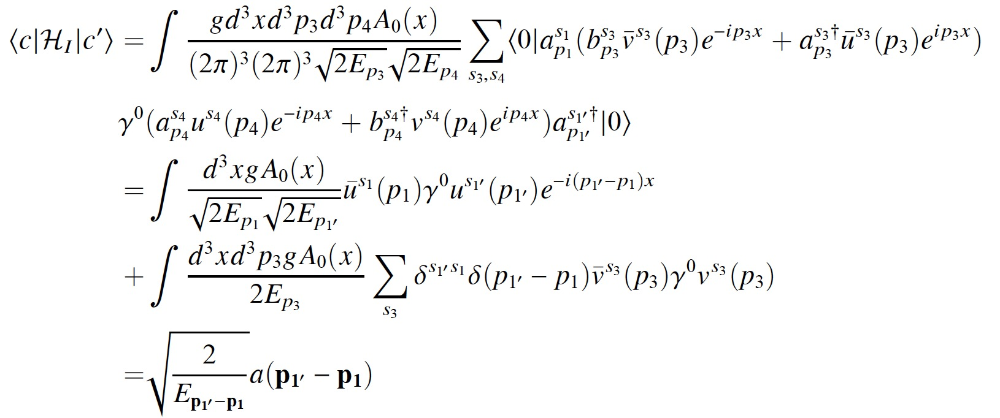 \langle c|\mathcal{H}_I|c'\rangle = \int \frac{g d^3x d^3p_3 d^3p_4 A_0(x)}{(2\pi)^3(2\pi)^3\sqrt{2E_{p_3}}\sqrt{2E_{p_4}}} \sum_{s_3,s_4} \langle 0|a_{p_1}^{s_1}(b_{p_3}^{s_3}\bar{v}^{s_3}(p_3)e^{-ip_3x} + a_{p_3}^{s_3\dagger}\bar{u}^{s_3}(p_3)e^{ip_3x})
\gamma^0(a_{p_4}^{s_4}u^{s_4}(p_4)e^{-ip_4x} + b_{p_4}^{s_4\dagger}v^{s_4}(p_4)e^{ip_4x})a_{p_{1'}}^{s_{1'}\dagger}|0\rangle
= \int \frac{d^3x g A_0(x)}{\sqrt{2E_{p_1}}\sqrt{2E_{p_{1'}}}} \bar{u}^{s_1}(p_1)\gamma^0 u^{s_{1'}}(p_{1'})e^{-i(p_{1'}-p_1)x}
+ \int \frac{d^3x d^3p_3 g A_0(x)}{2E_{p_3}} \sum_{s_3} \delta^{s_{1'}s_1}\delta(p_{1'} - p_1)\bar{v}^{s_3}(p_3)\gamma^0 v^{s_3}(p_3)
= \sqrt{\frac{2}{E_{\mathbf{p_{1'}-p_1}}}} a(\mathbf{p_{1'}} - \mathbf{p_1})